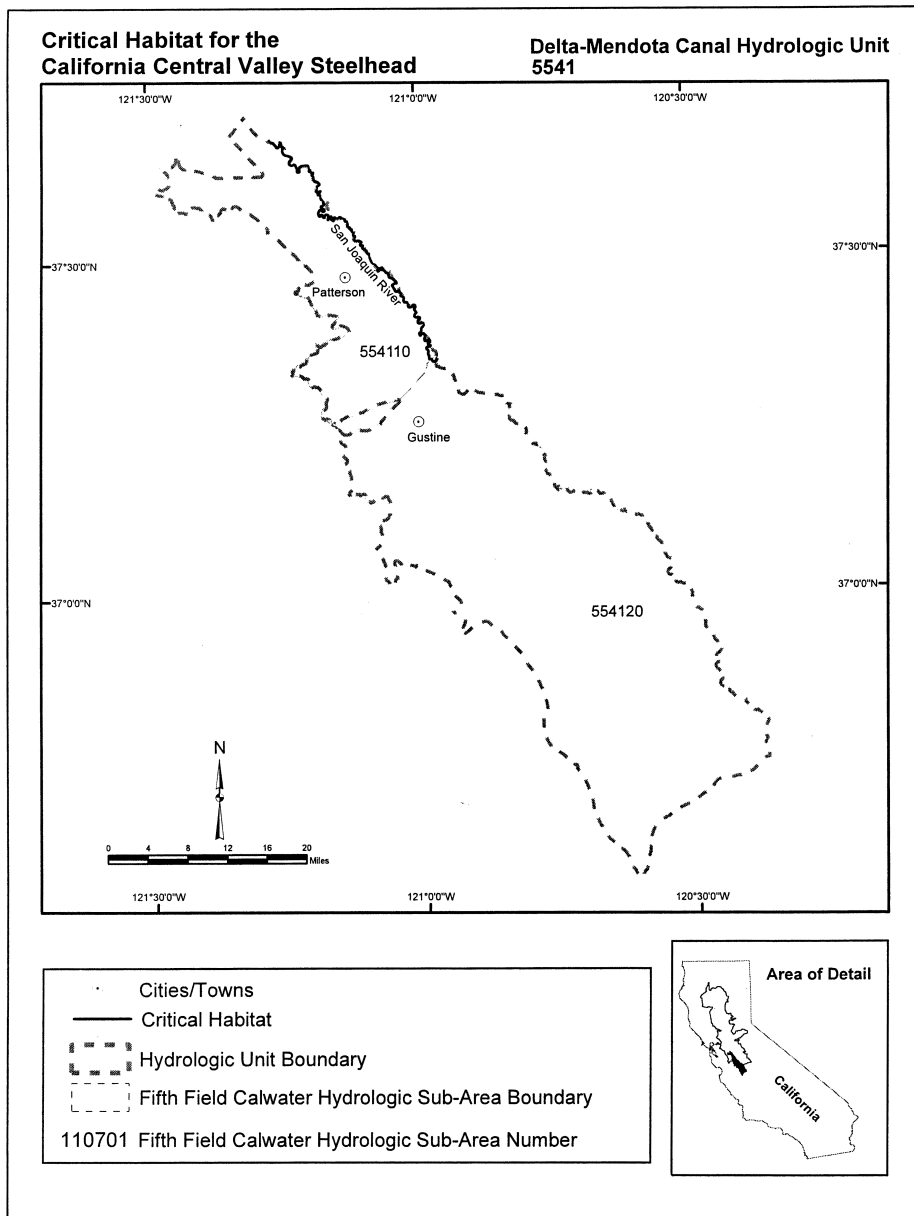 Critical Habitat for the
California Central Valley Steelhead
Delta-Mendota Canal Hydrologic Unit
5541
121°30'0"W
121°0'0"W
120°30'0"W
37°30'0"N
37°30'0"N
San Joaquin River
Patterson
554110
Gustine
37°0'0"N
37°0'0"N
554120
N
0 4 8 12 16 20
Miles
121°30'0"W
121°0'0"W
120°30'0"W
Cities/Towns
Critical Habitat
Hydrologic Unit Boundary
Fifth Field Calwater Hydrologic Sub-Area Boundary
110701 Fifth Field Calwater Hydrologic Sub-Area Number
Area of Detail
California